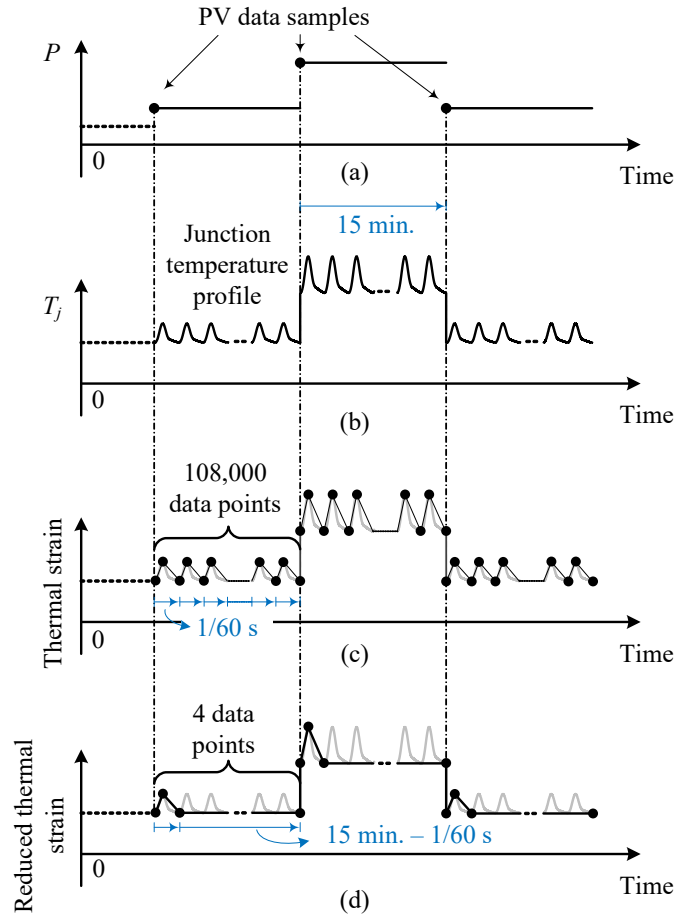 PV data samples
P
0
(a)
Time
15 min.
Junction
temperature
profile
Tj
0
(b)
Time
108,000
data points
Thermal strain
1/60 s
0
(c)
Time
4 data
points
Reduced thermal
strain
15 min. – 1/60 s
0
(d)
Time